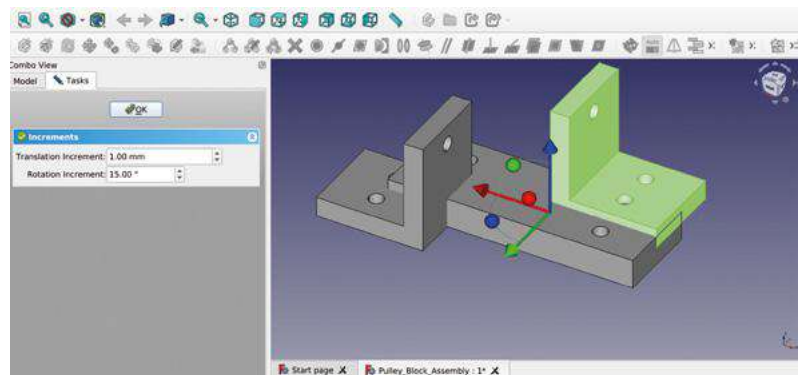 Combo View
Model
Tasks
OK
Increments
Translation Increment: 1.00 mm
Rotation Increment: 15.00 °
Start page
Pulley_Block_Assembly : 1*